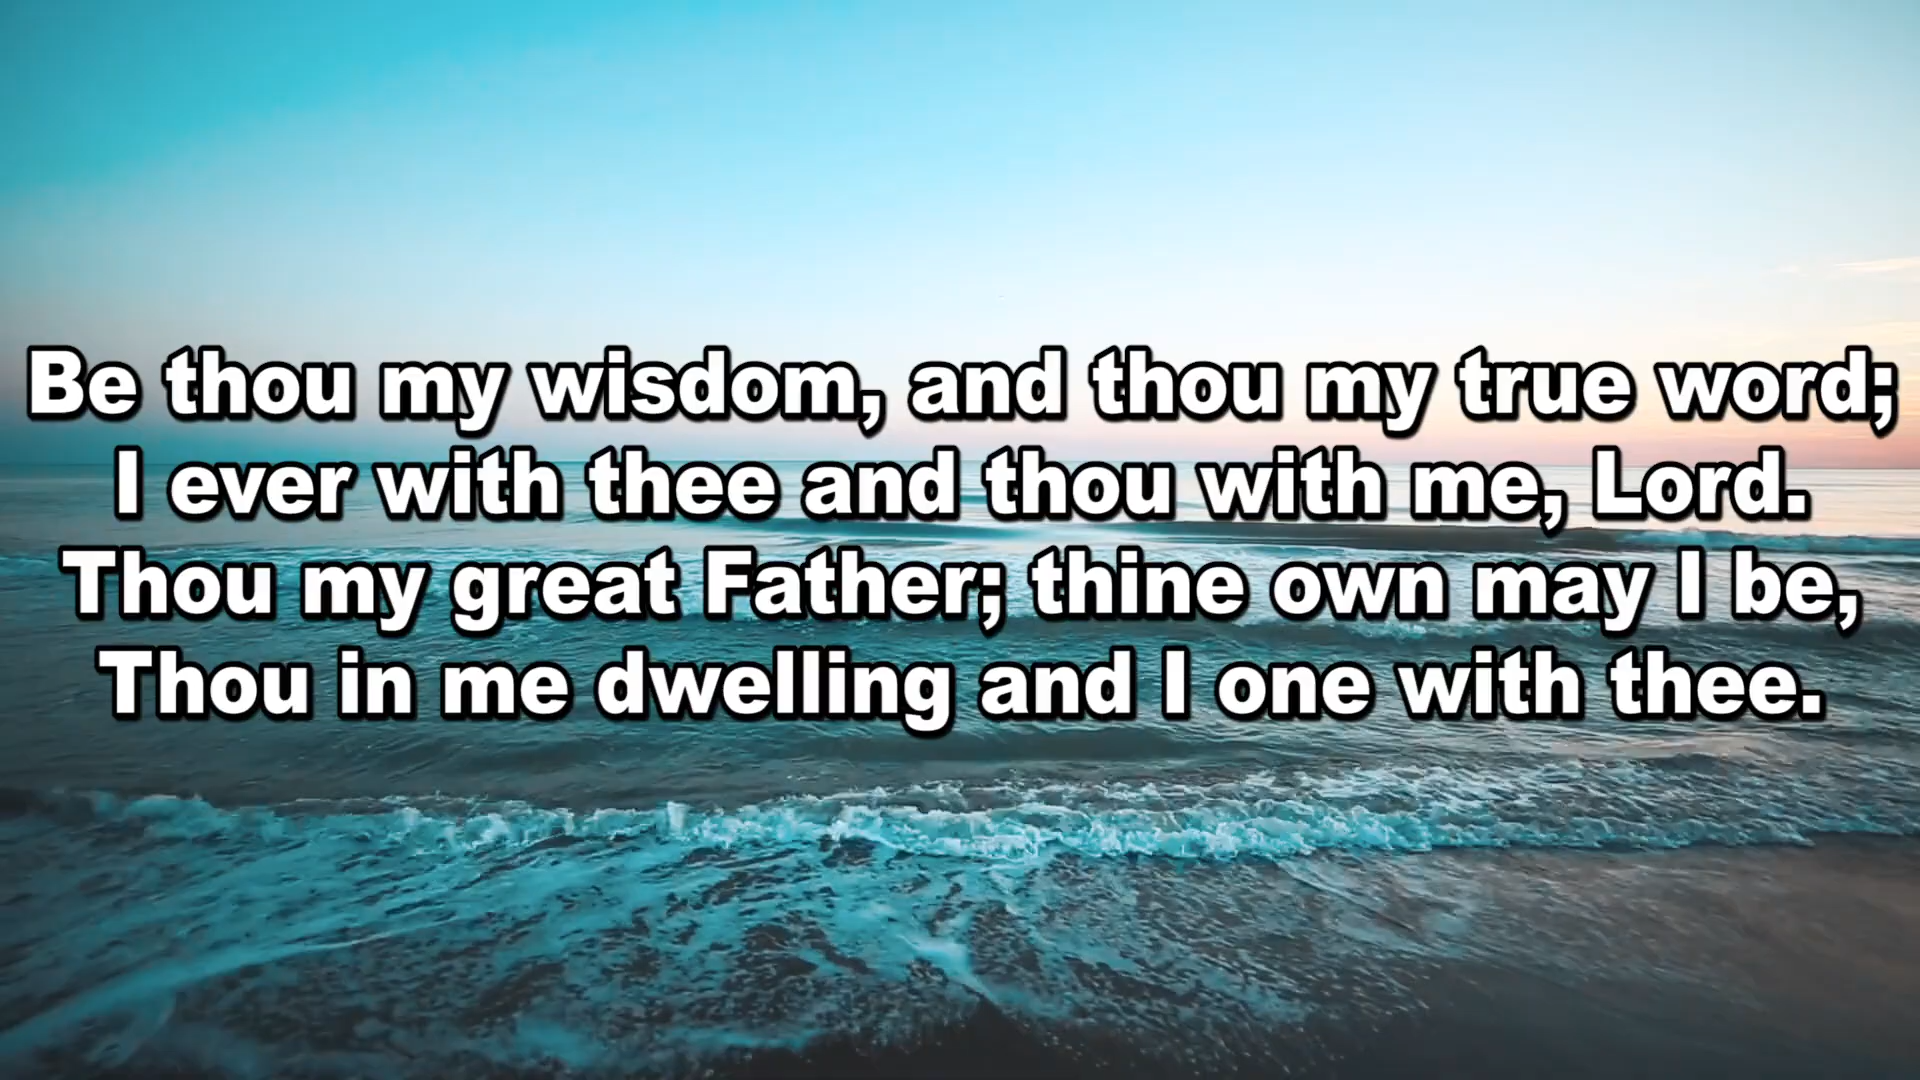 Be thou my wisdom, and thou my true word;
I ever with thee and thou with me, Lord.
Thou my great Father; thine own may I be,
Thou in me dwelling and I one with thee.